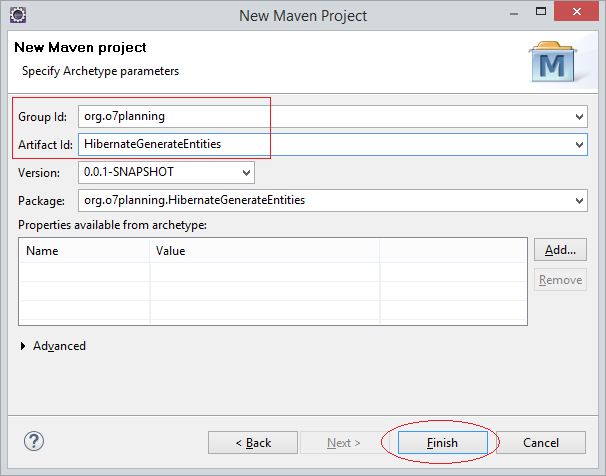 New Maven Project
New Maven project
Specify Archetype parameters
M
Group Id: org.o7planning
Artifact Id: HibernateGenerateEntities
Version: 0.0.1-SNAPSHOT
Package: org.o7planning.HibernateGenerateEntities
Properties available from archetype:
Name Value
Add...
Remove
Advanced
? < Back Next > Finish Cancel